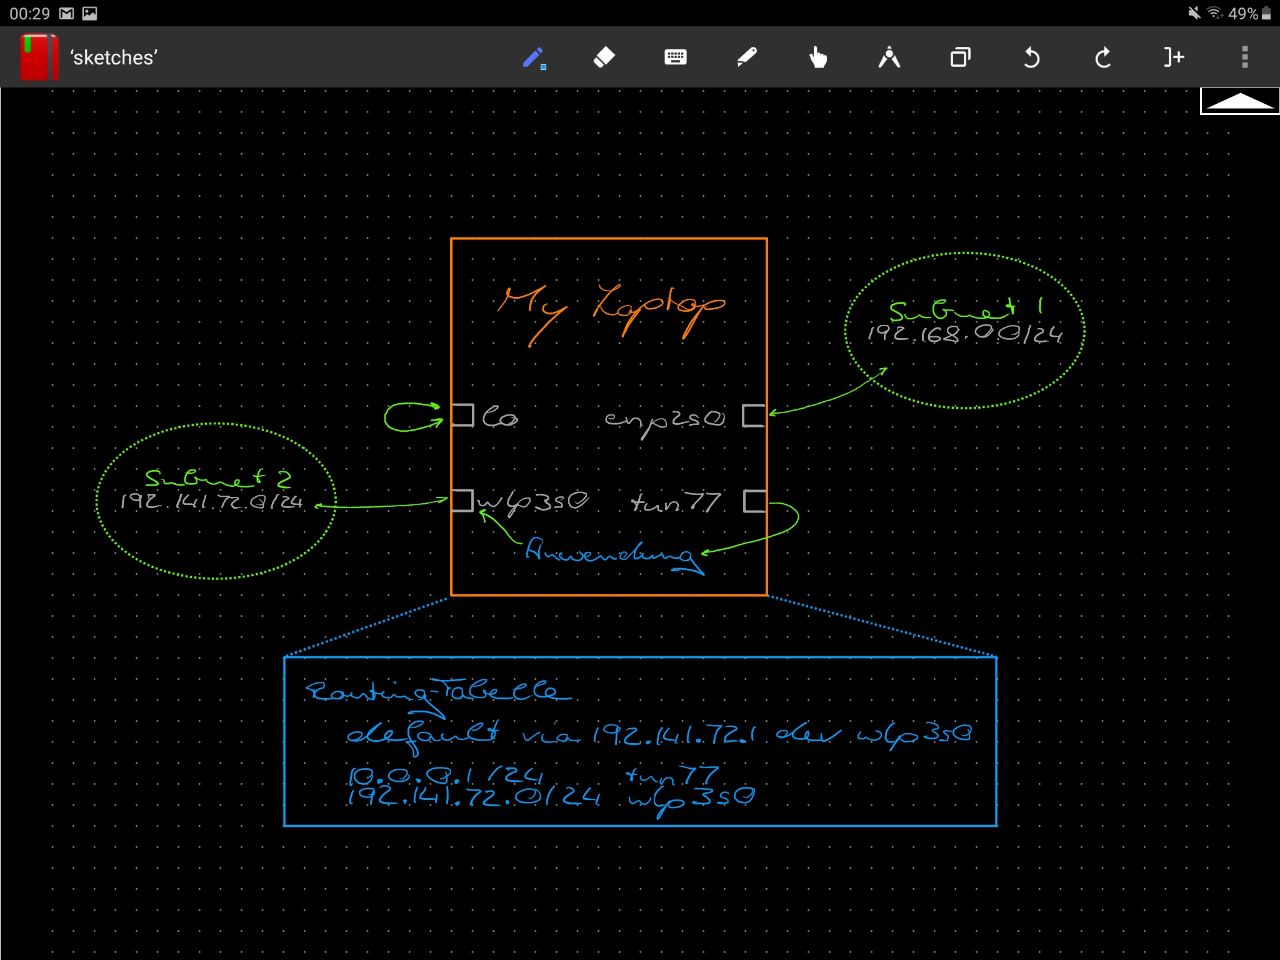 00:29
49%
‘sketches’
My Laptop
Subnet 1
192.168.0.0/24
lo
enp2s0
Subnet 2
192.141.72.0/24
wlp3s0
tun77
Anwendung
Routing-Tabelle
default via 192.141.72.1 dev wlp3s0
10.0.0.1/24 tun77
192.141.72.0/24 wlp3s0